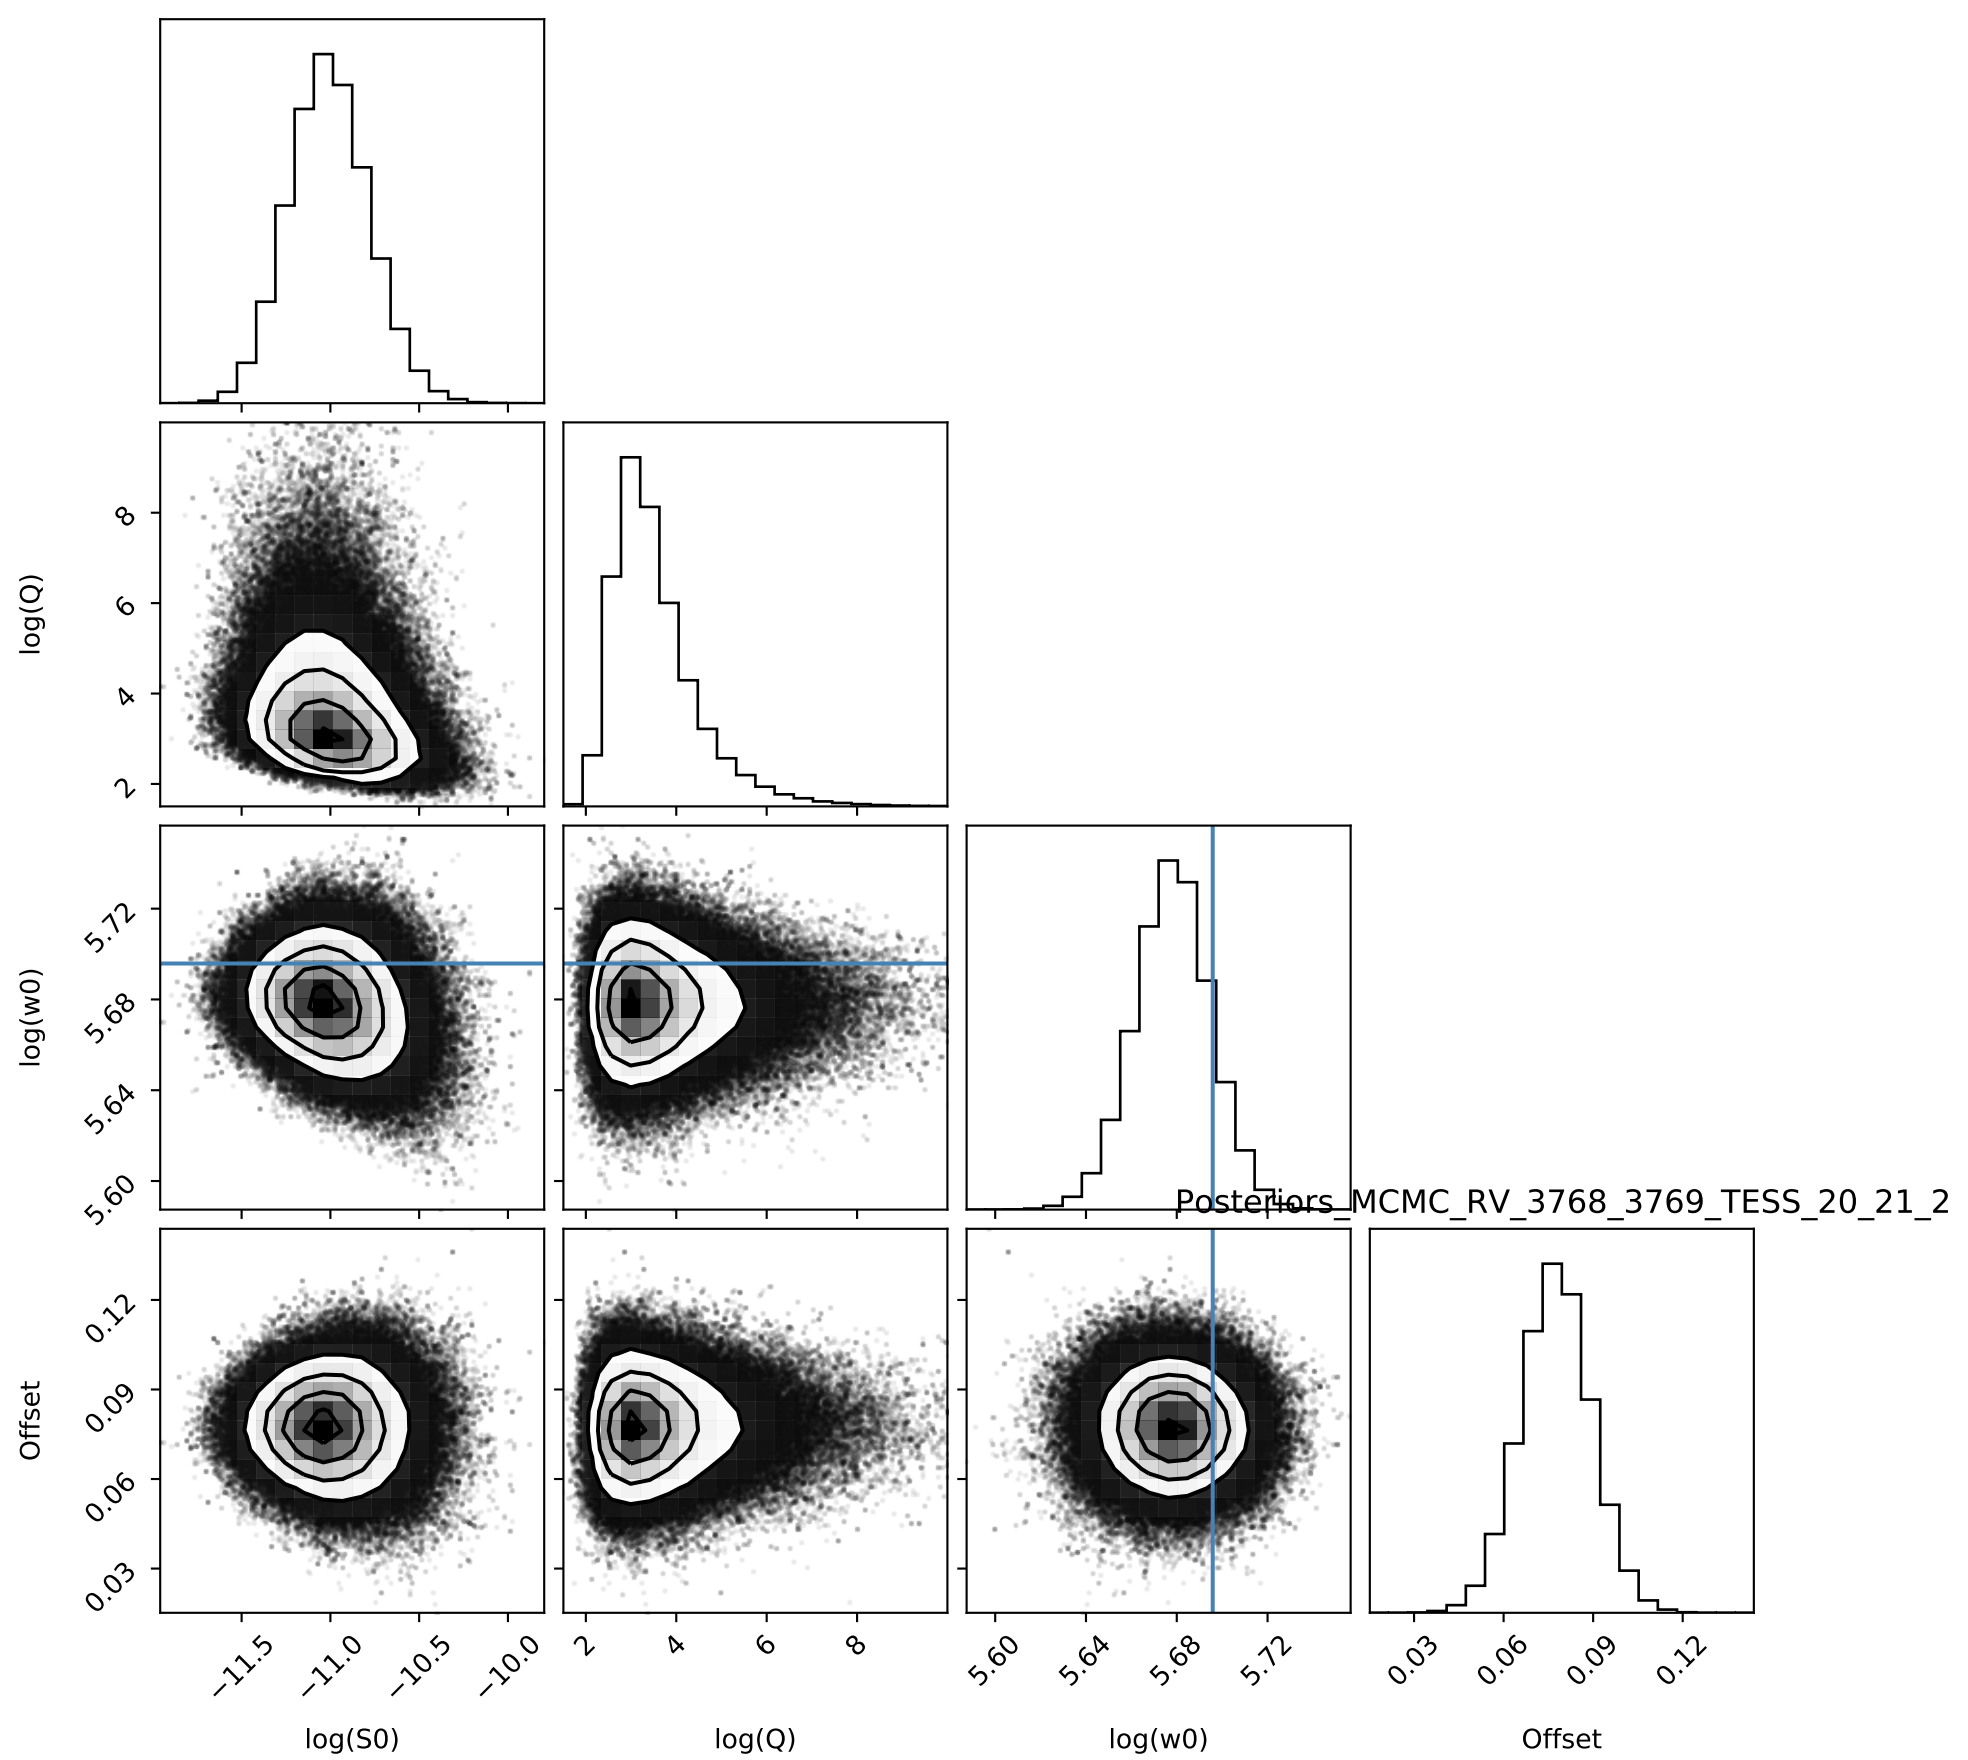 log(Q)
8
6
4
2
log(w0)
5.72
5.68
5.64
5.60
Posteriors_MCMC_RV_3768_3769_TESS_20_21_2
Offset
0.12
0.09
0.06
0.03
−11.5 −11.0 −10.5 −10.0 2 4 6 8 5.60 5.64 5.68 5.72 0.03 0.06 0.09 0.12
log(S0) log(Q) log(w0) Offset